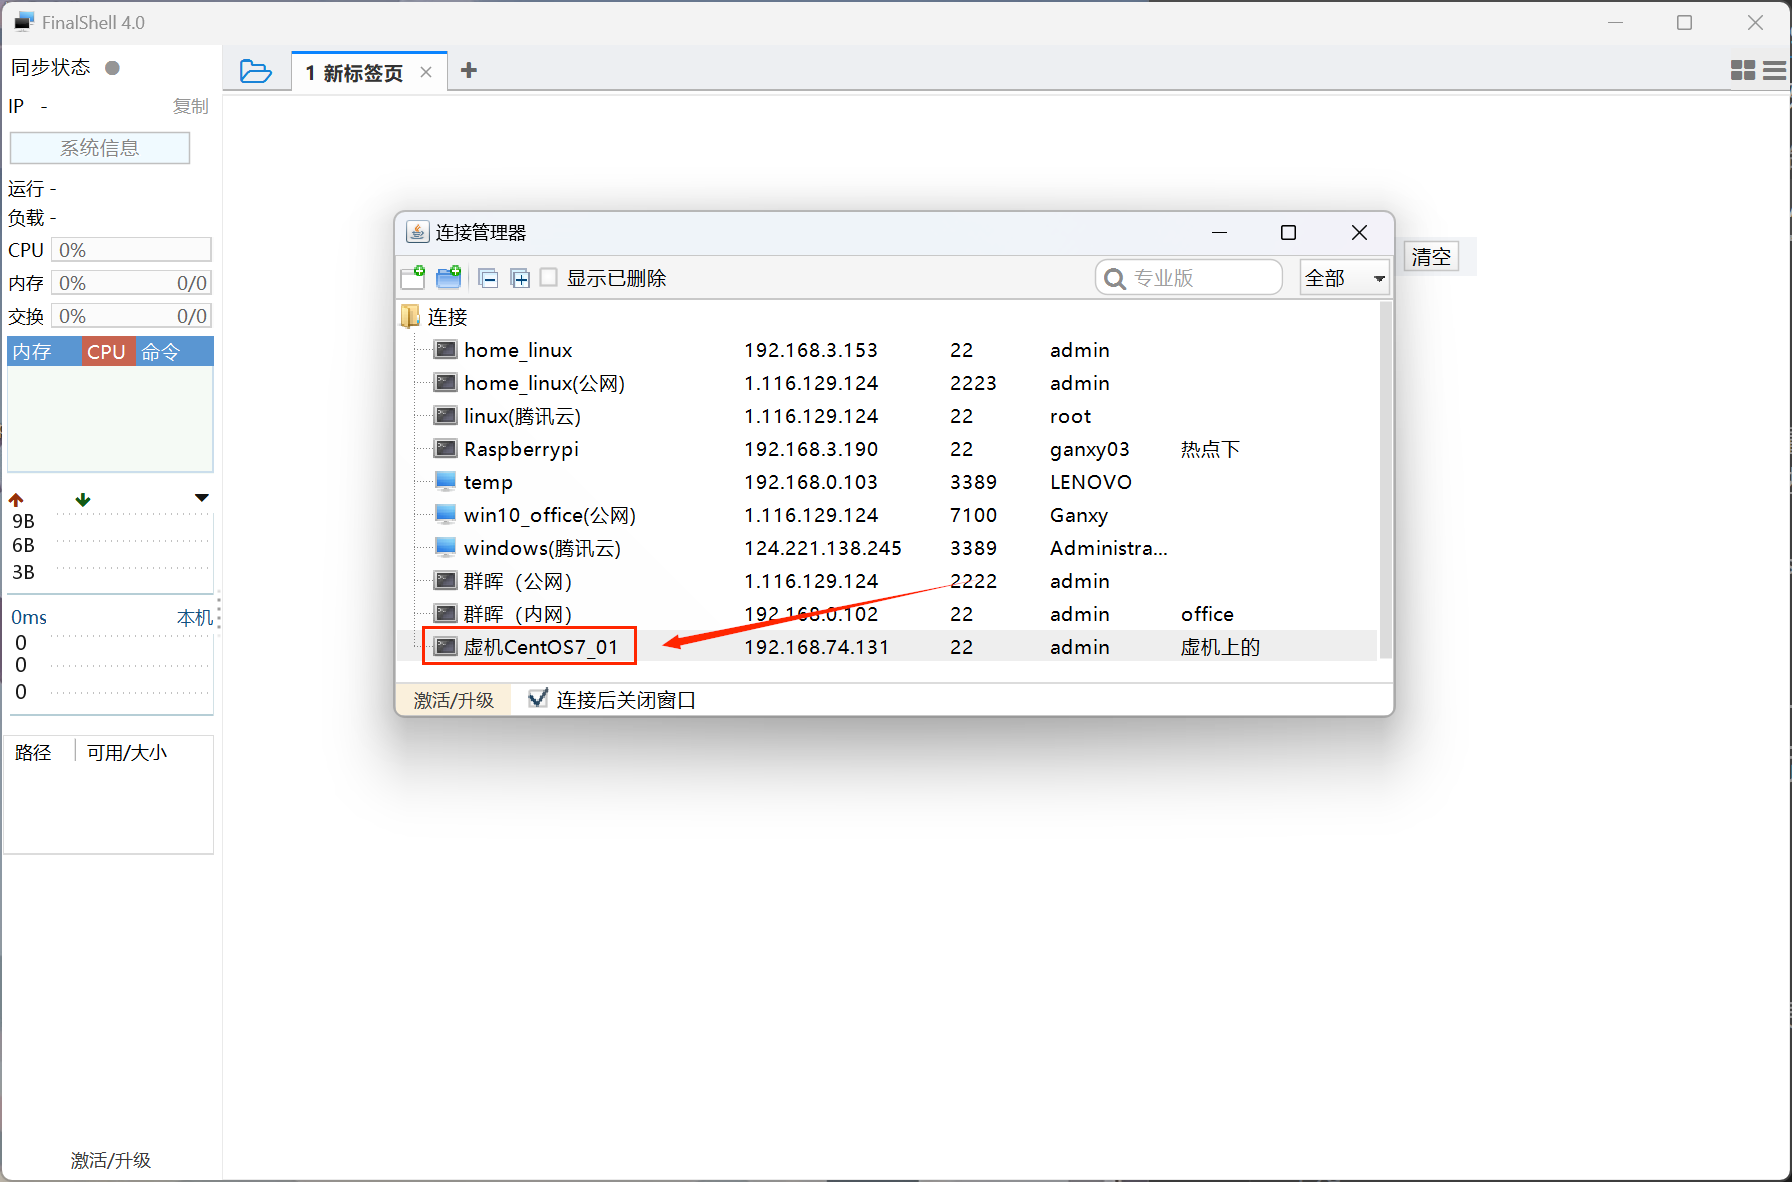 FinalShell 4.0
同步状态
IP -
复制
系统信息
运行 -
负载 -
CPU 0%
内存 0% 0/0
交换 0% 0/0
内存 CPU 命令
9B
6B
3B
0ms 本机
0
0
0
路径 可用/大小
激活/升级
1 新标签页
连接管理器
显示已删除
专业版
全部
清空
连接
home_linux 192.168.3.153 22 admin
home_linux(公网) 1.116.129.124 2223 admin
linux(腾讯云) 1.116.129.124 22 root
Raspberrypi 192.168.3.190 22 ganxy03 热点下
temp 192.168.0.103 3389 LENOVO
win10_office(公网) 1.116.129.124 7100 Ganxy
windows(腾讯云) 124.221.138.245 3389 Administra...
群晖（公网） 1.116.129.124 2222 admin
群晖（内网） 192.168.0.102 22 admin office
虚机CentOS7_01 192.168.74.131 22 admin 虚机上的
激活/升级 连接后关闭窗口